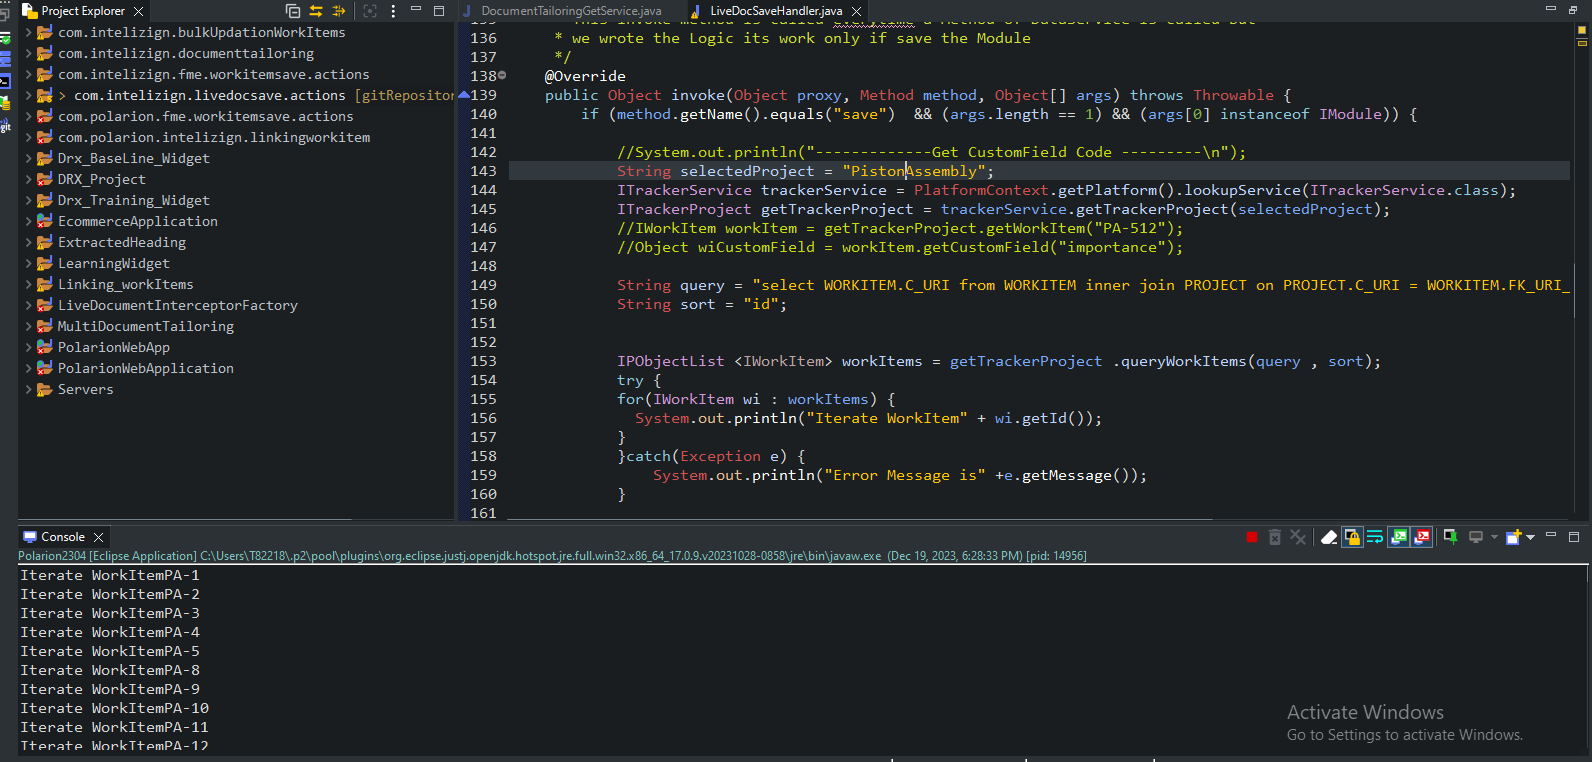 Project Explorer
com.intelizign.bulkUpdationWorkItems
com.intelizign.documenttailoring
com.intelizign.fme.workitemsave.actions
> com.intelizign.livedocsave.actions [gitRepositor
com.polarion.fme.workitemsave.actions
com.polarion.intelizign.linkingworkitem
Drx_BaseLine_Widget
DRX_Project
Drx_Training_Widget
EcommerceApplication
ExtractedHeading
LearningWidget
Linking_workItems
LiveDocumentInterceptorFactory
MultiDocumentTailoring
PolarionWebApp
PolarionWebApplication
Servers
DocumentTailoringGetService.java
LiveDocSaveHandler.java
136 * we wrote the Logic its work only if save the Module
137 */
138 @Override
139 public Object invoke(Object proxy, Method method, Object[] args) throws Throwable {
140 if (method.getName().equals("save") && (args.length == 1) && (args[0] instanceof IModule)) {
141
142 //System.out.println("-------------Get CustomField Code ---------\n");
143 String selectedProject = "PistonAssembly";
144 ITrackerService trackerService = PlatformContext.getPlatform().lookupService(ITrackerService.class);
145 ITrackerProject getTrackerProject = trackerService.getTrackerProject(selectedProject);
146 //IWorkItem workItem = getTrackerProject.getWorkItem("PA-512");
147 //Object wiCustomField = workItem.getCustomField("importance");
148
149 String query = "select WORKITEM.C_URI from WORKITEM inner join PROJECT on PROJECT.C_URI = WORKITEM.FK_URI_
150 String sort = "id";
151
152
153 IPObjectList <IWorkItem> workItems = getTrackerProject .queryWorkItems(query , sort);
154 try {
155 for(IWorkItem wi : workItems) {
156 System.out.println("Iterate WorkItem" + wi.getId());
157 }
158 }catch(Exception e) {
159 System.out.println("Error Message is" +e.getMessage());
160 }
161
Console
Polarion2304 [Eclipse Application] C:\Users\T82218\.p2\pool\plugins\org.eclipse.justj.openjdk.hotspot.jre.full.win32.x86_64_17.0.9.v20231028-0858\jre\bin\javaw.exe (Dec 19, 2023, 6:28:33 PM) [pid: 14956]
Iterate WorkItemPA-1
Iterate WorkItemPA-2
Iterate WorkItemPA-3
Iterate WorkItemPA-4
Iterate WorkItemPA-5
Iterate WorkItemPA-8
Iterate WorkItemPA-9
Iterate WorkItemPA-10
Iterate WorkItemPA-11
Iterate WorkItemPA-12
Activate Windows
Go to Settings to activate Windows.